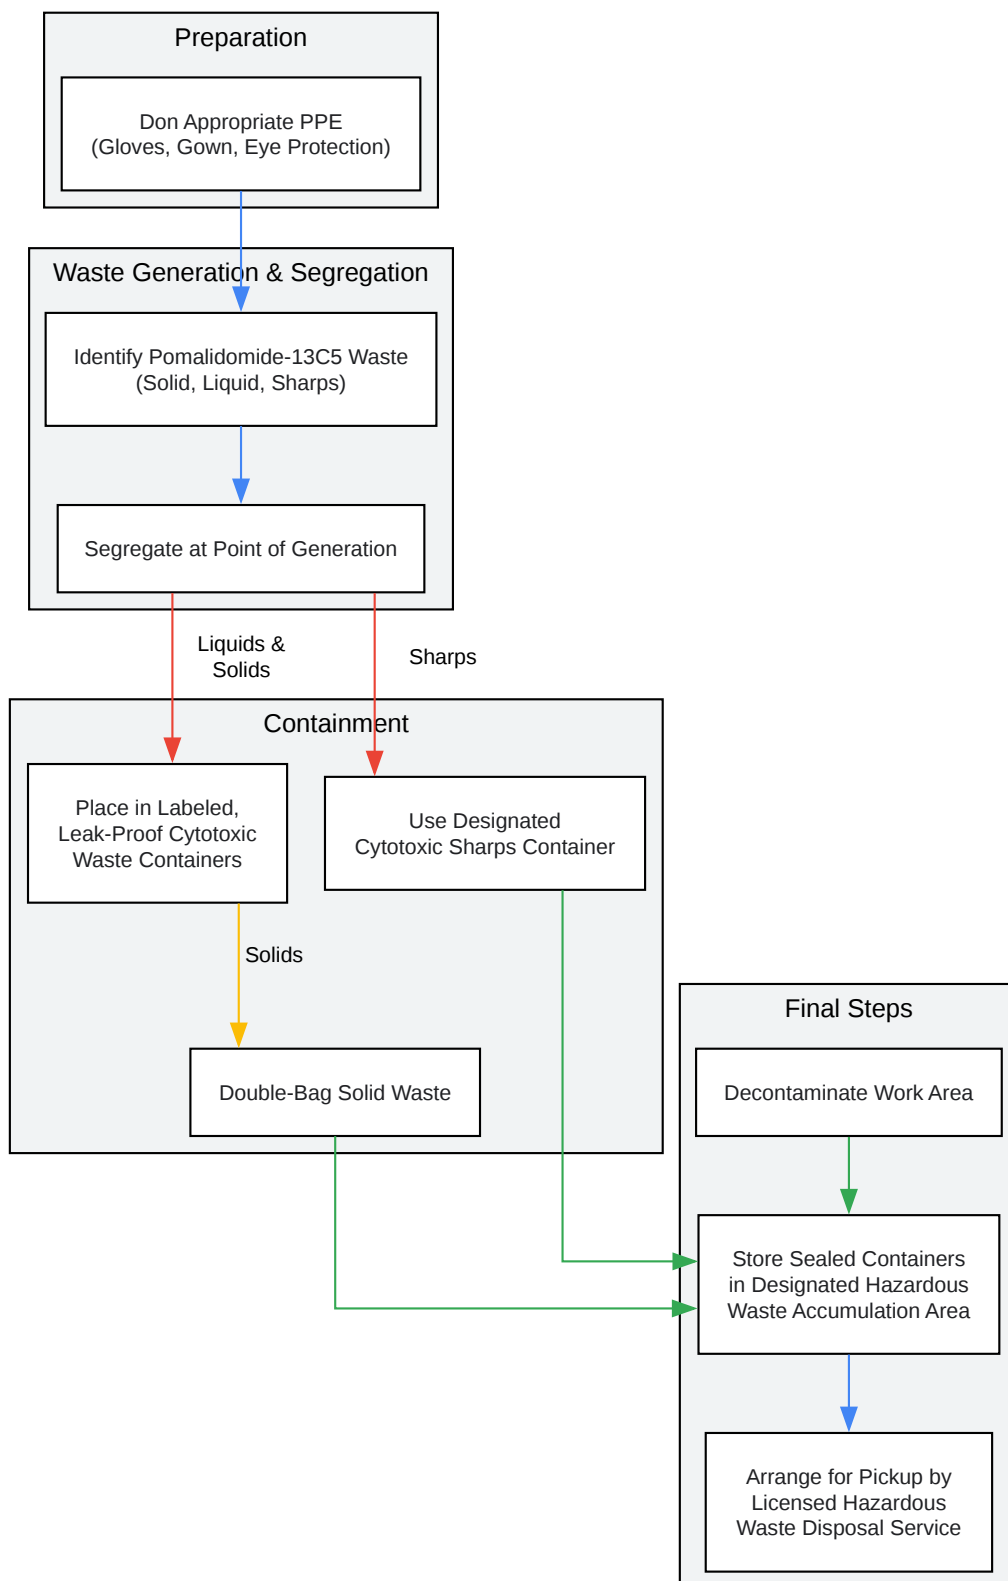 Preparation
Don Appropriate PPE
(Gloves, Gown, Eye Protection)
Waste Generation & Segregation
Identify Pomalidomide-13C5 Waste
(Solid, Liquid, Sharps)
Segregate at Point of Generation
Liquids &
Solids
Sharps
Containment
Place in Labeled,
Leak-Proof Cytotoxic
Waste Containers
Use Designated
Cytotoxic Sharps Container
Solids
Double-Bag Solid Waste
Final Steps
Decontaminate Work Area
Store Sealed Containers
in Designated Hazardous
Waste Accumulation Area
Arrange for Pickup by
Licensed Hazardous
Waste Disposal Service